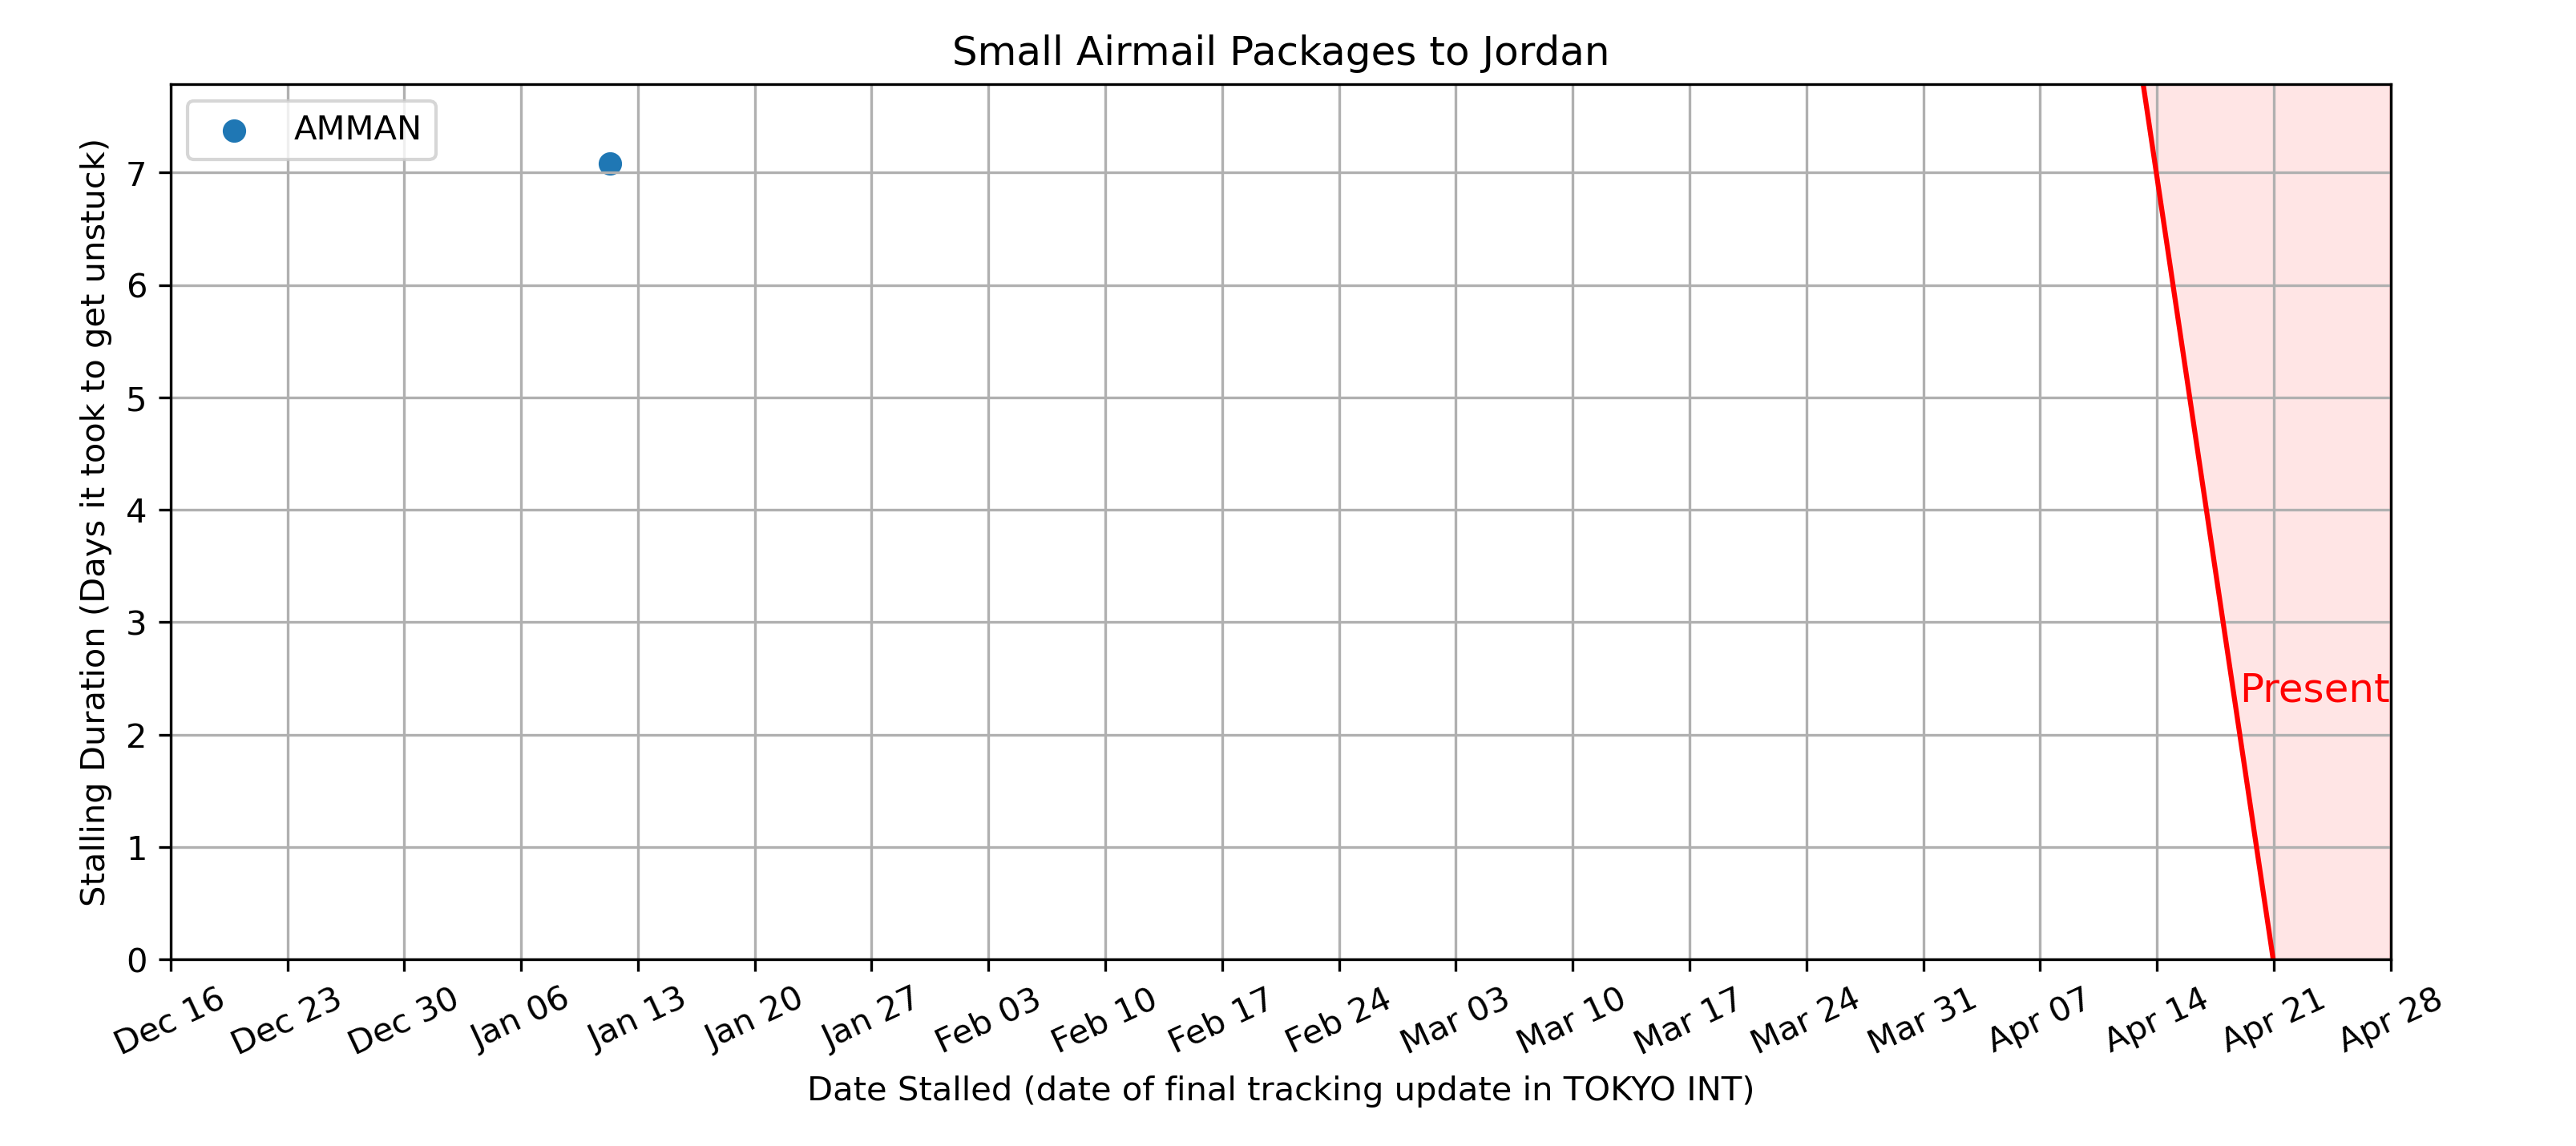 Small Airmail Packages to Jordan
AMMAN
Stalling Duration (Days it took to get unstuck)
7
6
5
4
3
2
1
0
Present
Dec 16
Dec 23
Dec 30
Jan 06
Jan 13
Jan 20
Jan 27
Feb 03
Feb 10
Feb 17
Feb 24
Mar 03
Mar 10
Mar 17
Mar 24
Mar 31
Apr 07
Apr 14
Apr 21
Apr 28
Date Stalled (date of final tracking update in TOKYO INT)